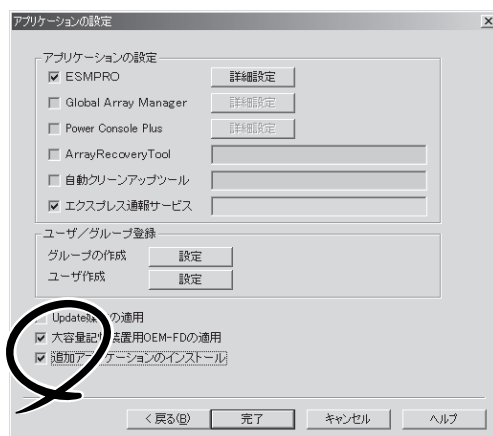 アプリケーションの設定
アプリケーションの設定
ESMPRO 詳細設定
Global Array Manager 詳細設定
Power Console Plus 詳細設定
ArrayRecoveryTool
自動クリーンアップツール
エクスプレス通報サービス
ユーザ/グループ登録
グループの作成 設定
ユーザ作成 設定
の適用
大容量記憶装置用OEM-FDの適用
追加アプリケーションのインストール
< 戻る(B) 完了 キャンセル ヘルプ